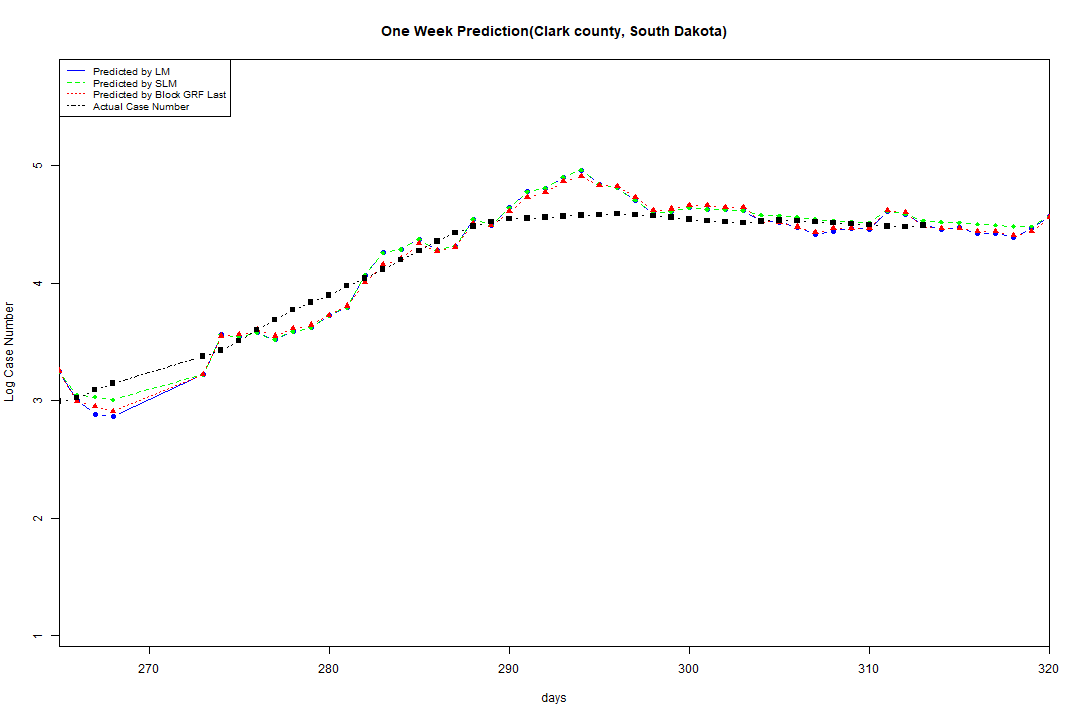 One Week Prediction(Clark county, South Dakota)
Predicted by LM
Predicted by SLM
Predicted by Block GRF Last
Actual Case Number
Log Case Number
5
4
3
2
1
270 280 290 300 310 320
days